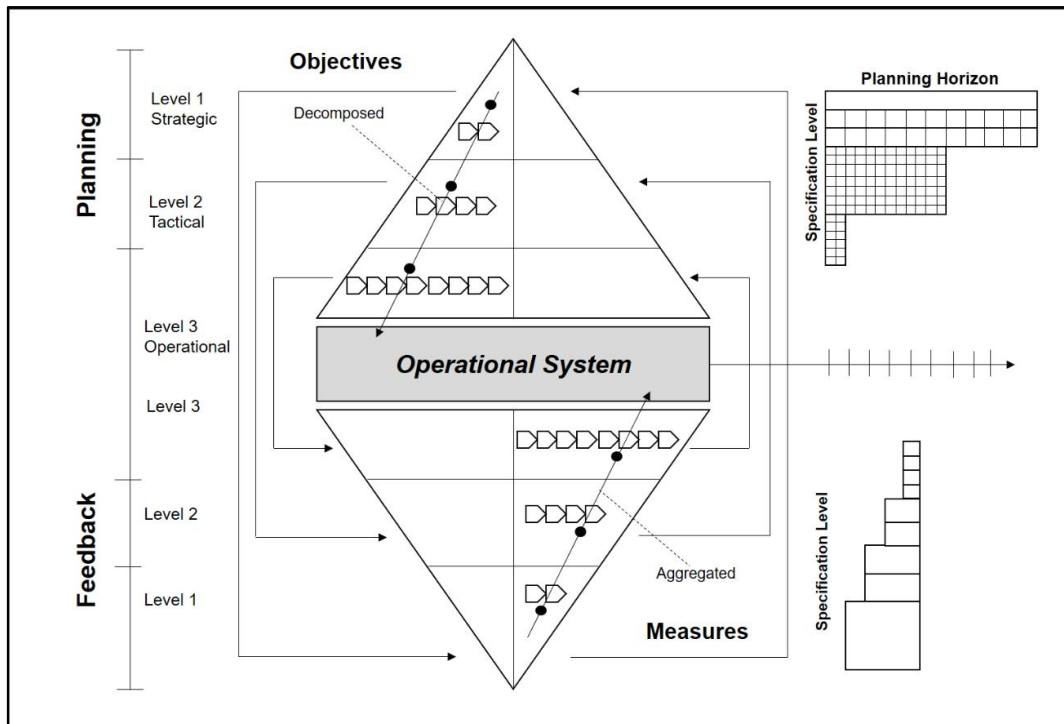 Objectives
Planning Horizon
Level 1
Strategic
Decomposed
Planning
Specification Level
Level 2
Tactical
Level 3
Operational
Operational System
Level 3
Level 2
Feedback
Specification Level
Aggregated
Level 1
Measures